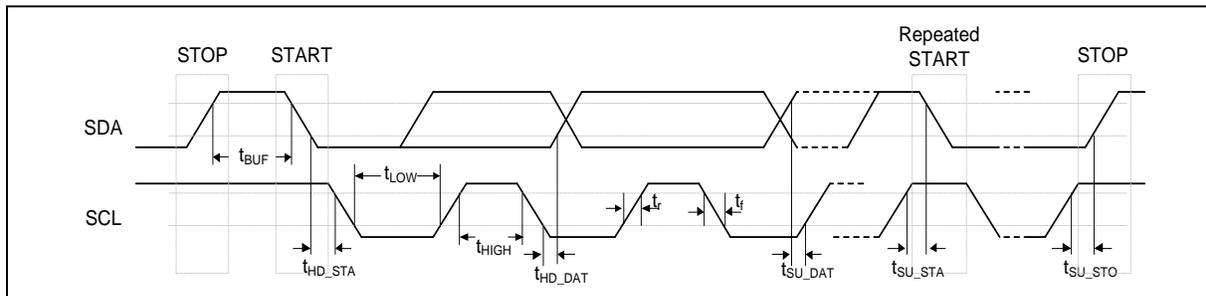 STOP
START
Repeated
START
STOP
SDA
tBUF
tLOW
SCL
tr
tf
tHD_STA
tHIGH
tHD_DAT
tSU_DAT
tSU_STA
tSU_STO